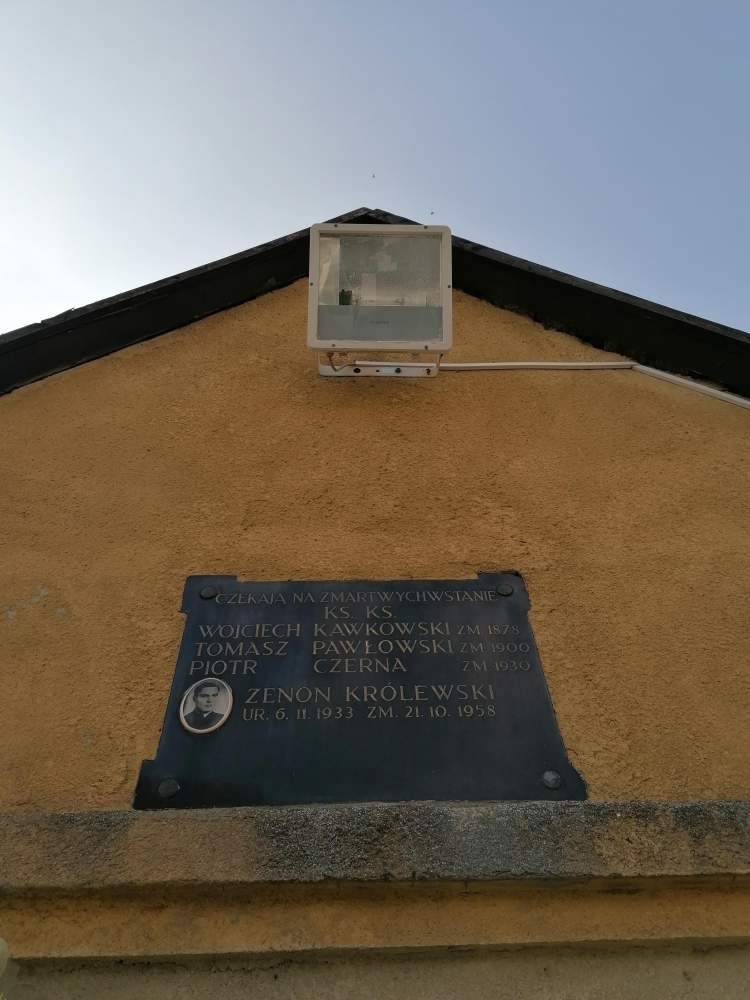 CZEKAJĄ NA ZMARTWYCHWSTANIE
KS. KS.
WOJCIECH KAWKOWSKI ZM 1878
TOMASZ PAWŁOWSKI ZM 1900
PIOTR CZERNA ZM 1930
ZENON KRÓLEWSKI
UR. 6. 11. 1933 ZM. 21. 10. 1958